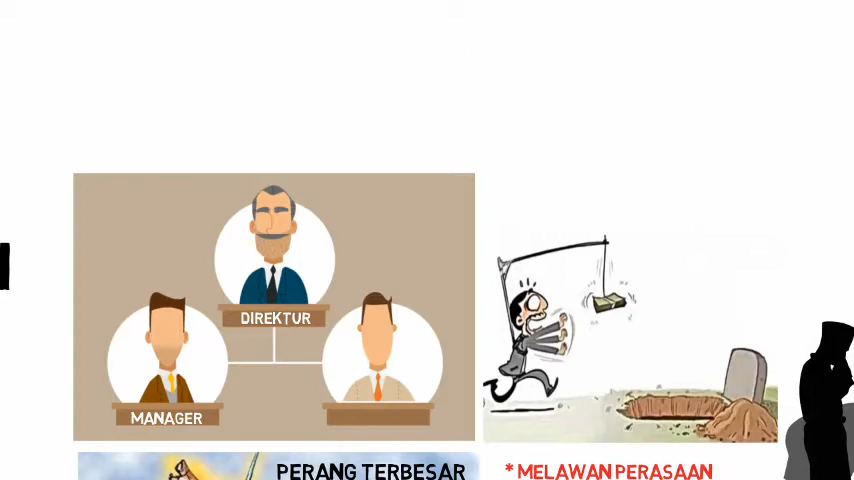 DIREKTUR
MANAGER
PERANG TERBESAR
* MELAWAN PERASAAN